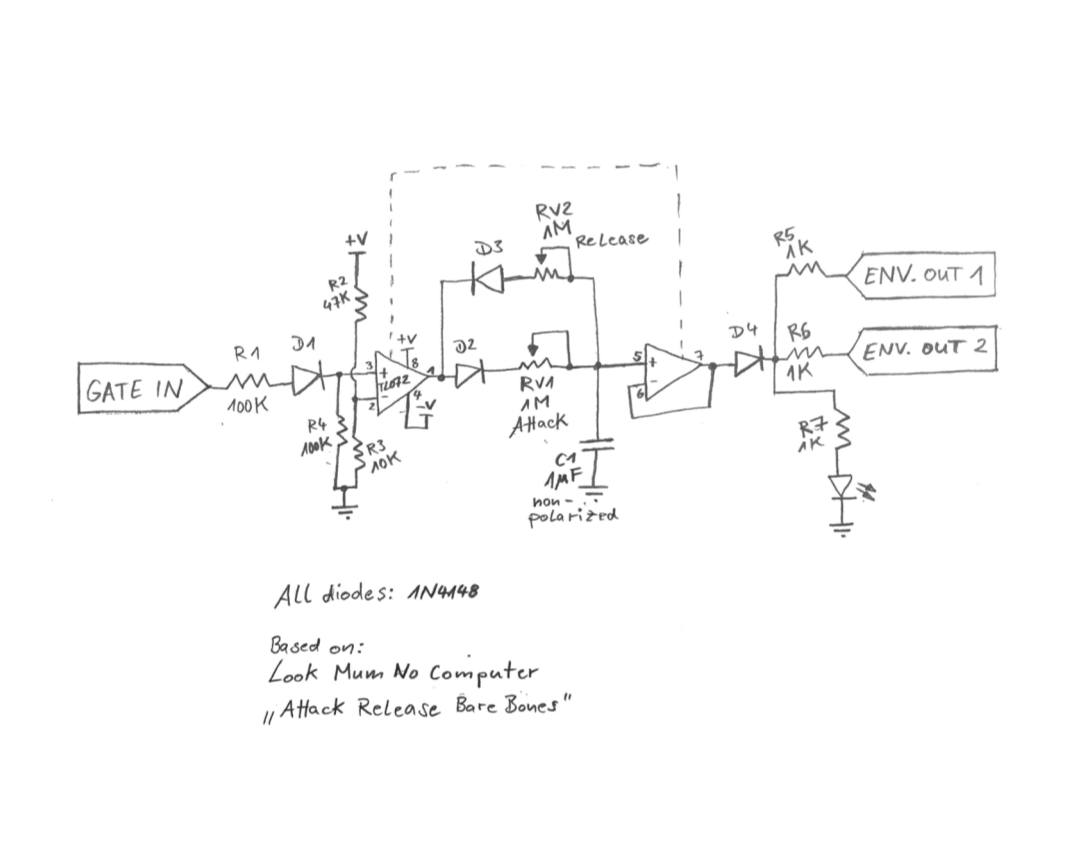 RV2
1M
Release
D3
+V
R2
47K
R5
1K
ENV. OUT 1
R1
100K
D1
+V
8
D2
5
+
7
D4
R6
1K
ENV. OUT 2
GATE IN
3
+
TL072
1
2
-
4
-V
RV1
1M
Attack
-
6
R4
100K
R3
10K
C1
1µF
non-
polarized
R7
1K
All diodes: 1N4148
Based on:
Look Mum No Computer
„Attack Release Bare Bones"